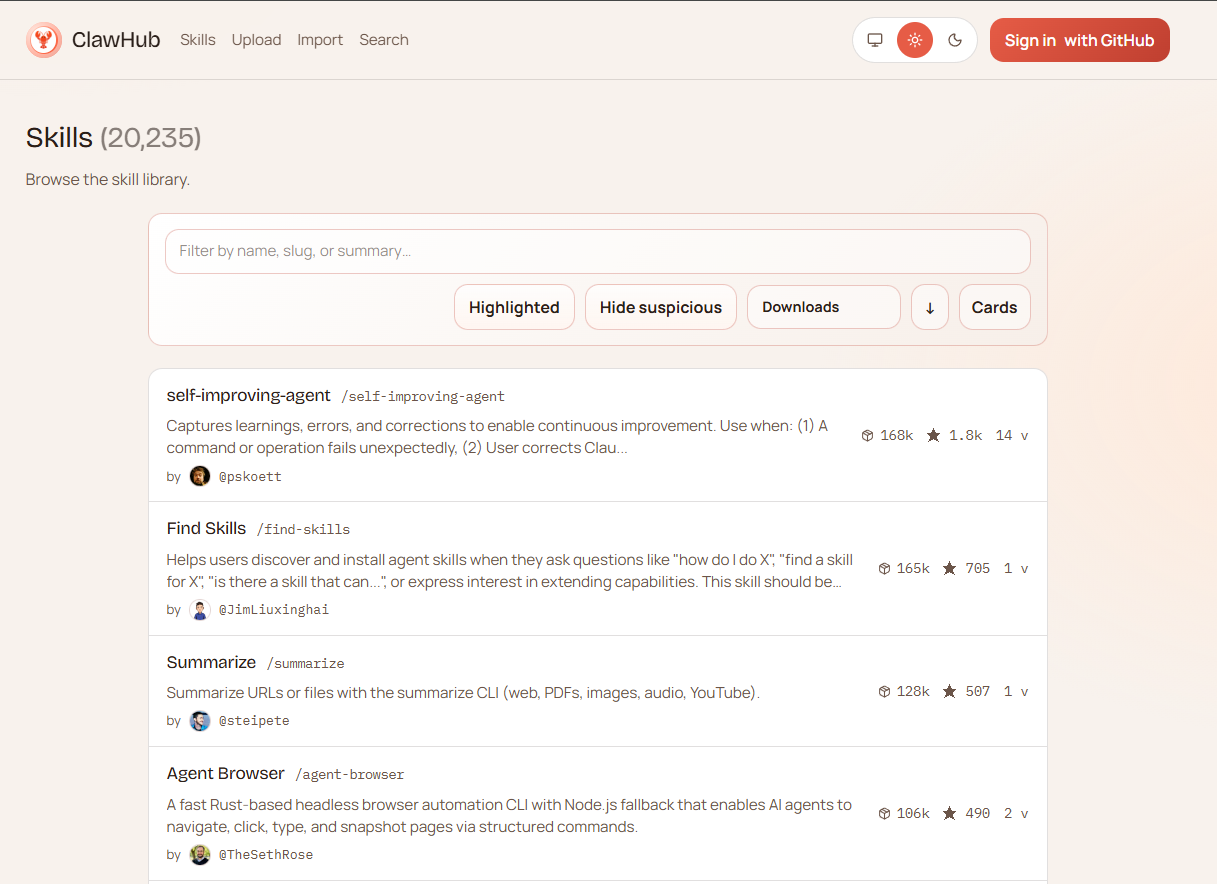 ClawHub Skills Upload Import Search Sign in with GitHub
Skills (20,235)
Browse the skill library.
Filter by name, slug, or summary...
Highlighted Hide suspicious Downloads ↓ Cards
self-improving-agent /self-improving-agent
Captures learnings, errors, and corrections to enable continuous improvement. Use when: (1) A
command or operation fails unexpectedly, (2) User corrects Clau...
168k ★ 1.8k 14 v
by @pskoett
Find Skills /find-skills
Helps users discover and install agent skills when they ask questions like "how do I do X", "find a skill
for X", "is there a skill that can...", or express interest in extending capabilities. This skill should be...
165k ★ 705 1 v
by @JimLiuxinghai
Summarize /summarize
Summarize URLs or files with the summarize CLI (web, PDFs, images, audio, YouTube).
128k ★ 507 1 v
by @steipete
Agent Browser /agent-browser
A fast Rust-based headless browser automation CLI with Node.js fallback that enables AI agents to
navigate, click, type, and snapshot pages via structured commands.
106k ★ 490 2 v
by @TheSethRose